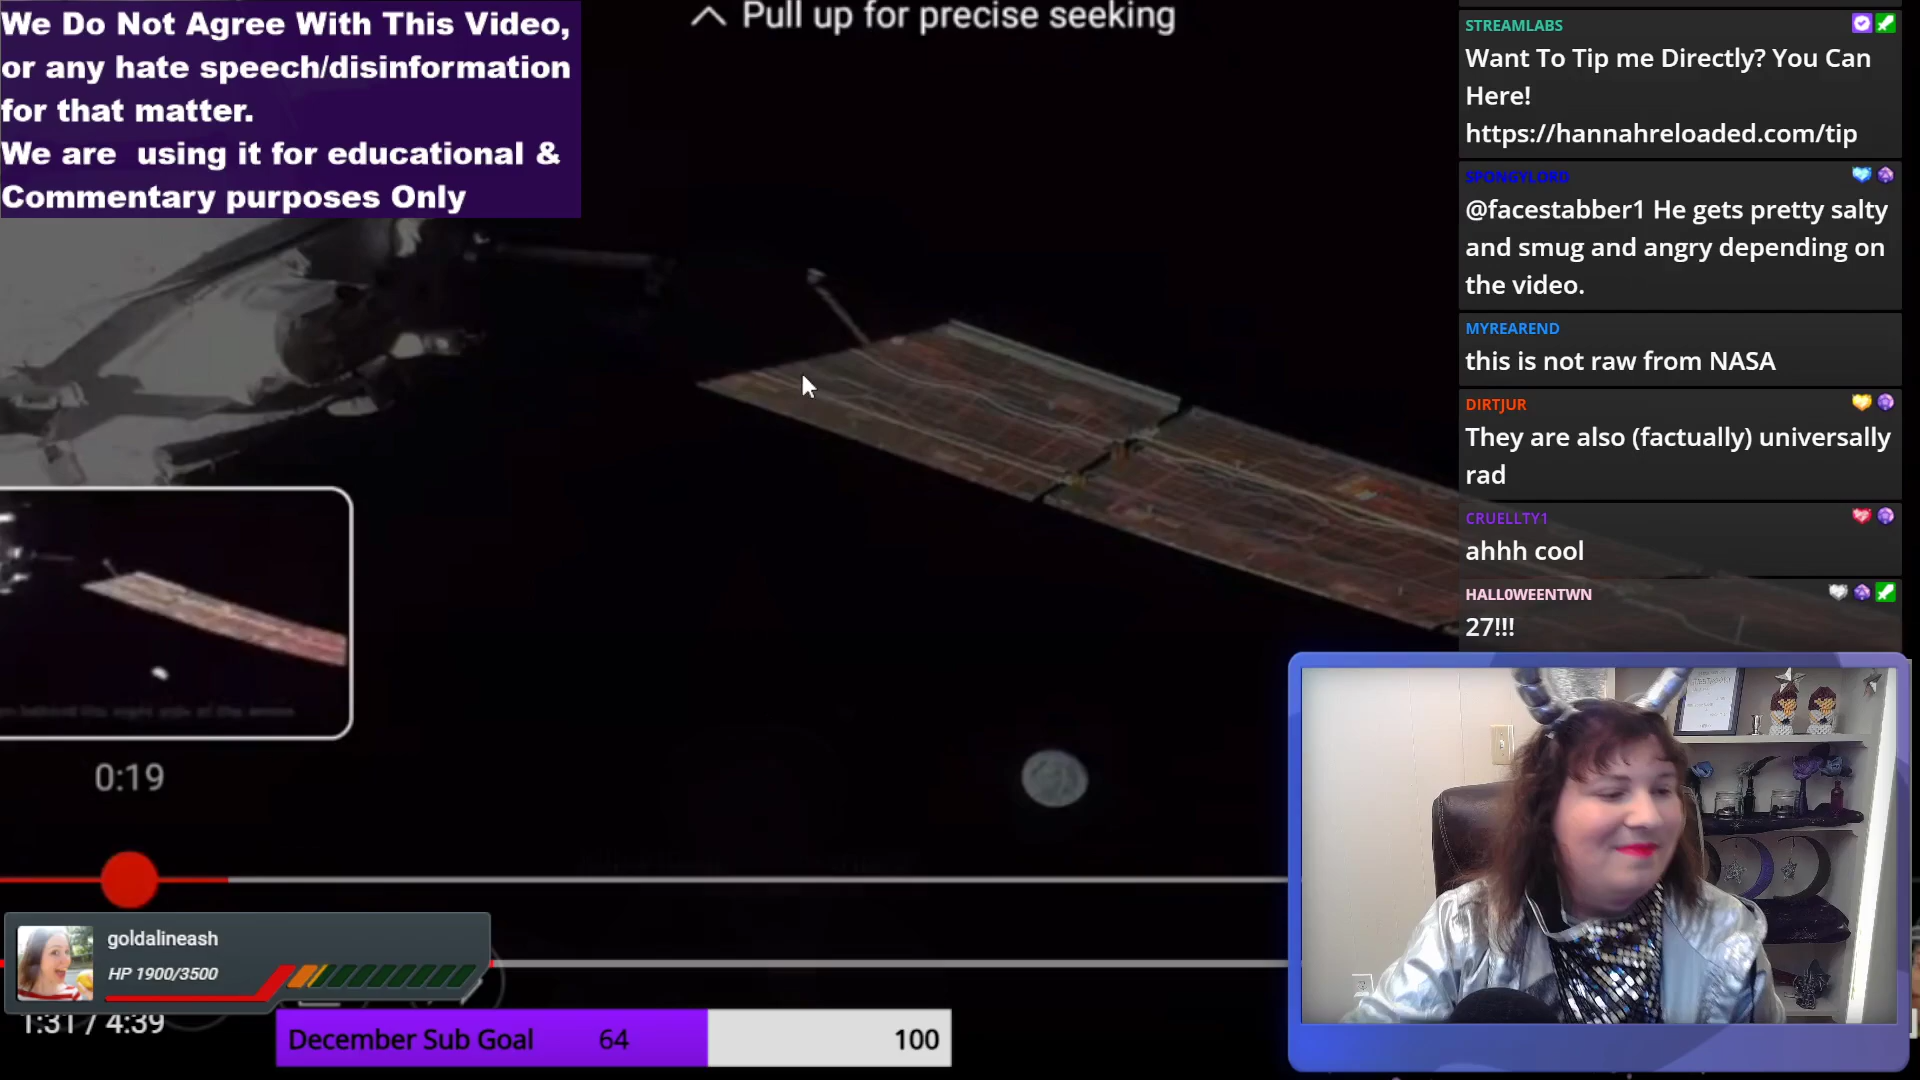 We Do Not Agree With This Video,
or any hate speech/disinformation
for that matter.
We are using it for educational &
Commentary purposes Only
Pull up for precise seeking
STREAMLABS
Want To Tip me Directly? You Can
Here!
https://hannahreloaded.com/tip
SPONGYLORD
@facestabber1 He gets pretty salty
and smug and angry depending on
the video.
MYREAREND
this is not raw from NASA
DIRTJUR
They are also (factually) universally
rad
CRUELLTY1
ahhh cool
HALL0WEENTWN
27!!!
0:19
goldalineash
HP 1900/3500
1:31 / 4:39
December Sub Goal 64 100